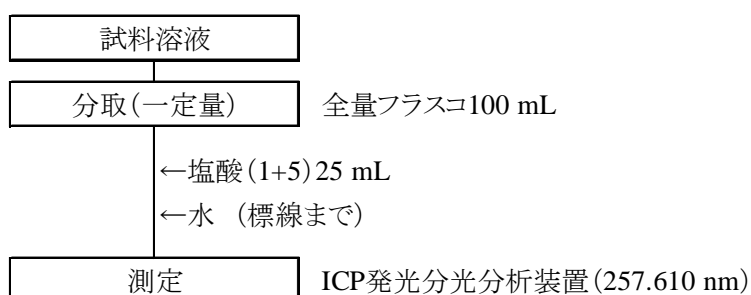 試料溶液
分取(一定量) 全量フラスコ100 mL
←塩酸(1+5)25 mL
←水 (標線まで)
測定 ICP発光分光分析装置(257.610 nm)